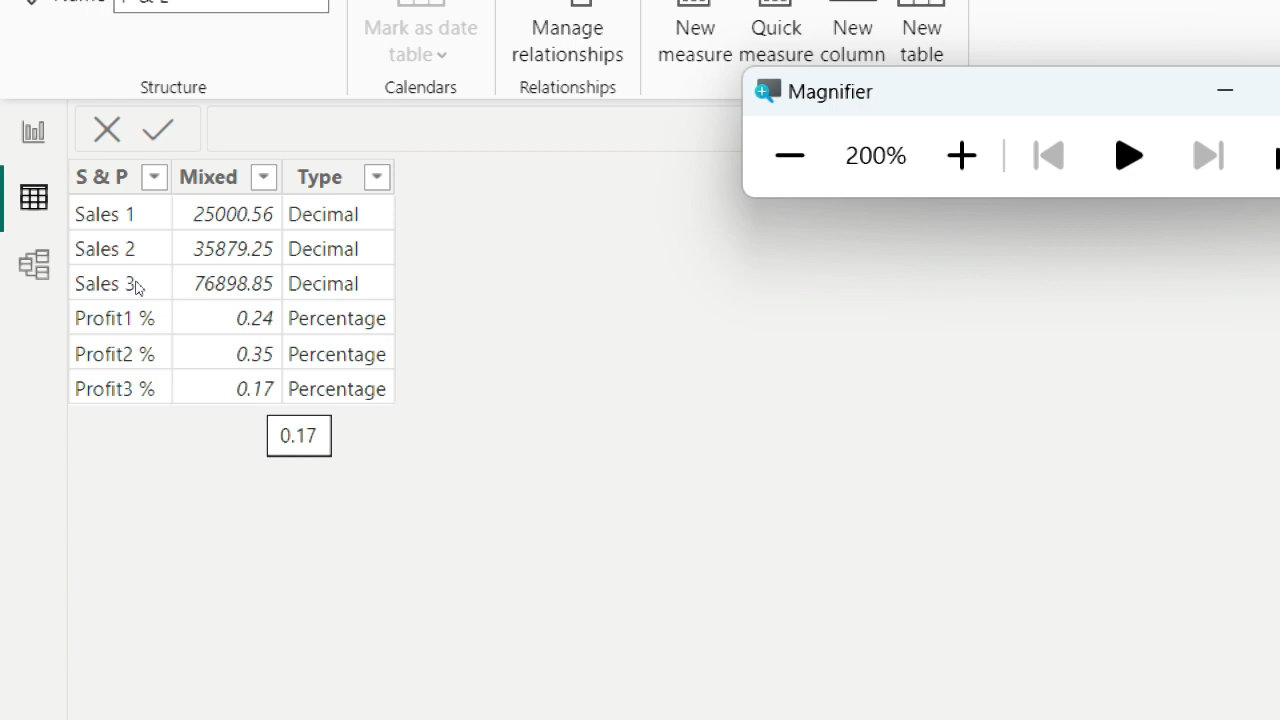 Mark as date
table
Manage
relationships
New
measure
Quick
measure
New
column
New
table
Structure
Calendars
Relationships
Magnifier
200%
S & P Mixed Type
Sales 1 25000.56 Decimal
Sales 2 35879.25 Decimal
Sales 3 76898.85 Decimal
Profit1 % 0.24 Percentage
Profit2 % 0.35 Percentage
Profit3 % 0.17 Percentage
0.17